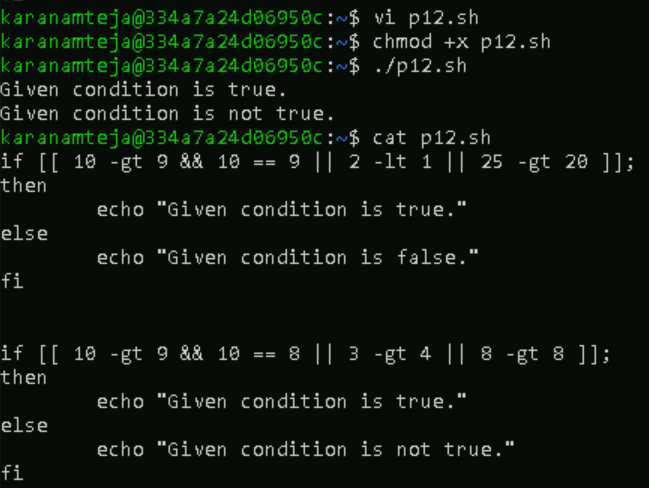 karanamteja@334a7a24d06950c:~$ vi p12.sh
karanamteja@334a7a24d06950c:~$ chmod +x p12.sh
karanamteja@334a7a24d06950c:~$ ./p12.sh
Given condition is true.
Given condition is not true.
karanamteja@334a7a24d06950c:~$ cat p12.sh
if [[ 10 -gt 9 && 10 == 9 || 2 -lt 1 || 25 -gt 20 ]];
then
        echo "Given condition is true."
else
        echo "Given condition is false."
fi
if [[ 10 -gt 9 && 10 == 8 || 3 -gt 4 || 8 -gt 8 ]];
then
        echo "Given condition is true."
else
        echo "Given condition is not true."
fi